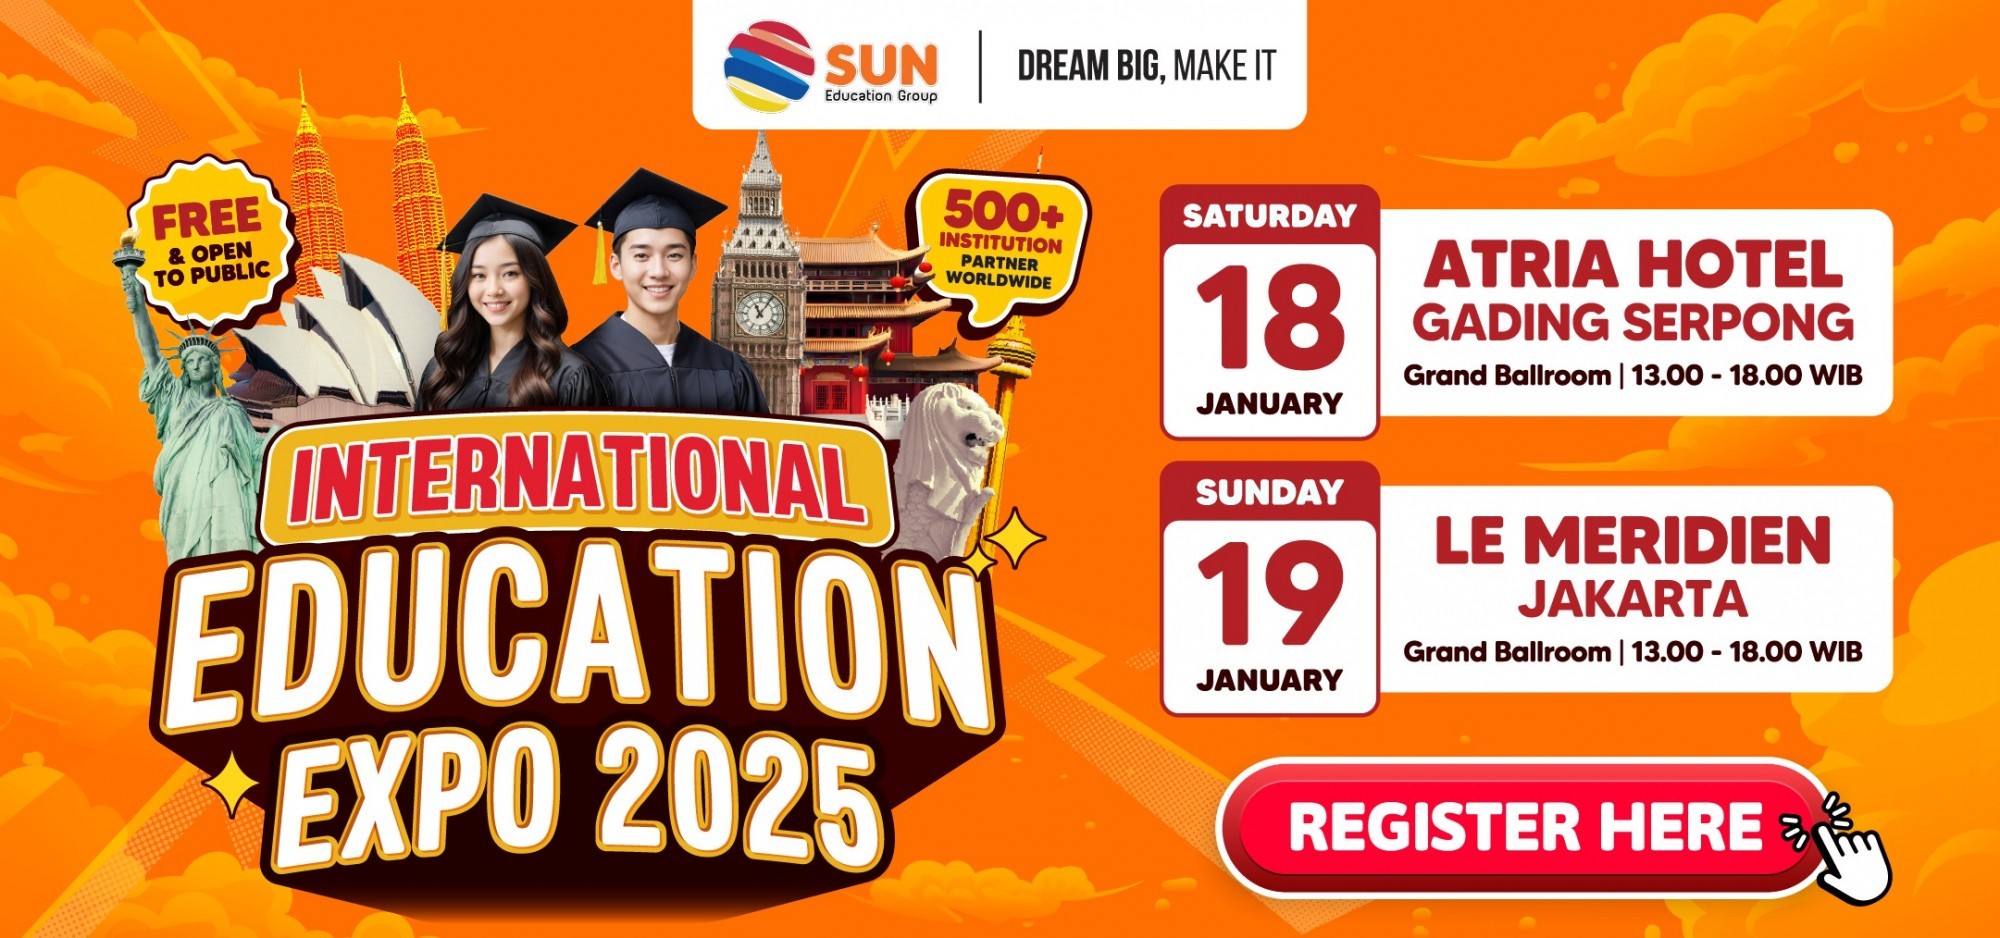 SUN
Education Group
DREAM BIG, MAKE IT
FREE
& OPEN
TO PUBLIC
500+
INSTITUTION
PARTNER
WORLDWIDE
INTERNATIONAL
EDUCATION
EXPO 2025
SATURDAY
18
JANUARY
ATRIA HOTEL
GADING SERPONG
Grand Ballroom | 13.00 - 18.00 WIB
SUNDAY
19
JANUARY
LE MERIDIEN
JAKARTA
Grand Ballroom | 13.00 - 18.00 WIB
REGISTER HERE